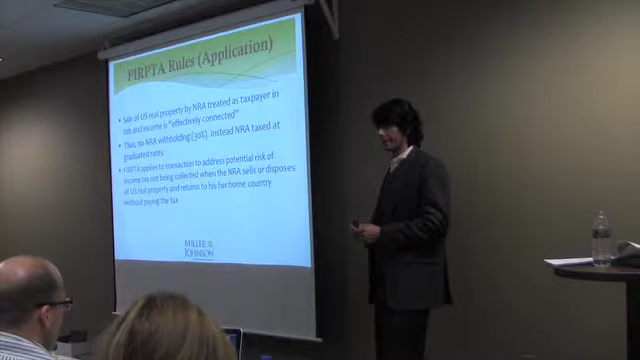 FIRPTA Rules (Application)
Sale of US real property by NRA treated as taxpayer in
job and income is "effectively connected"
Thus, no NRA withholding (30%). Instead NRA taxed at
graduated rates
FIRPTA applies to transaction to address potential risk of
income tax not being collected when the NRA sells or disposes
of US real property and returns to his her home country
without paying the tax
MILLER
JOHNSON